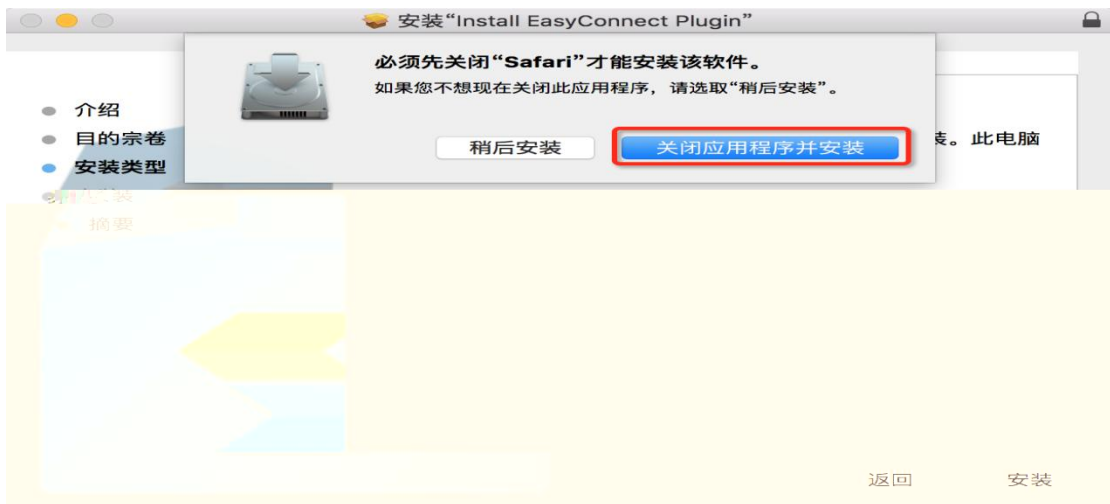 安装“Install EasyConnect Plugin”
必须先关闭“Safari”才能安装该软件。
如果您不想现在关闭此应用程序，请选取“稍后安装”。
稍后安装
关闭应用程序并安装
介绍
目的宗卷
装。此电脑
安装类型
安装
摘要
返回
安装